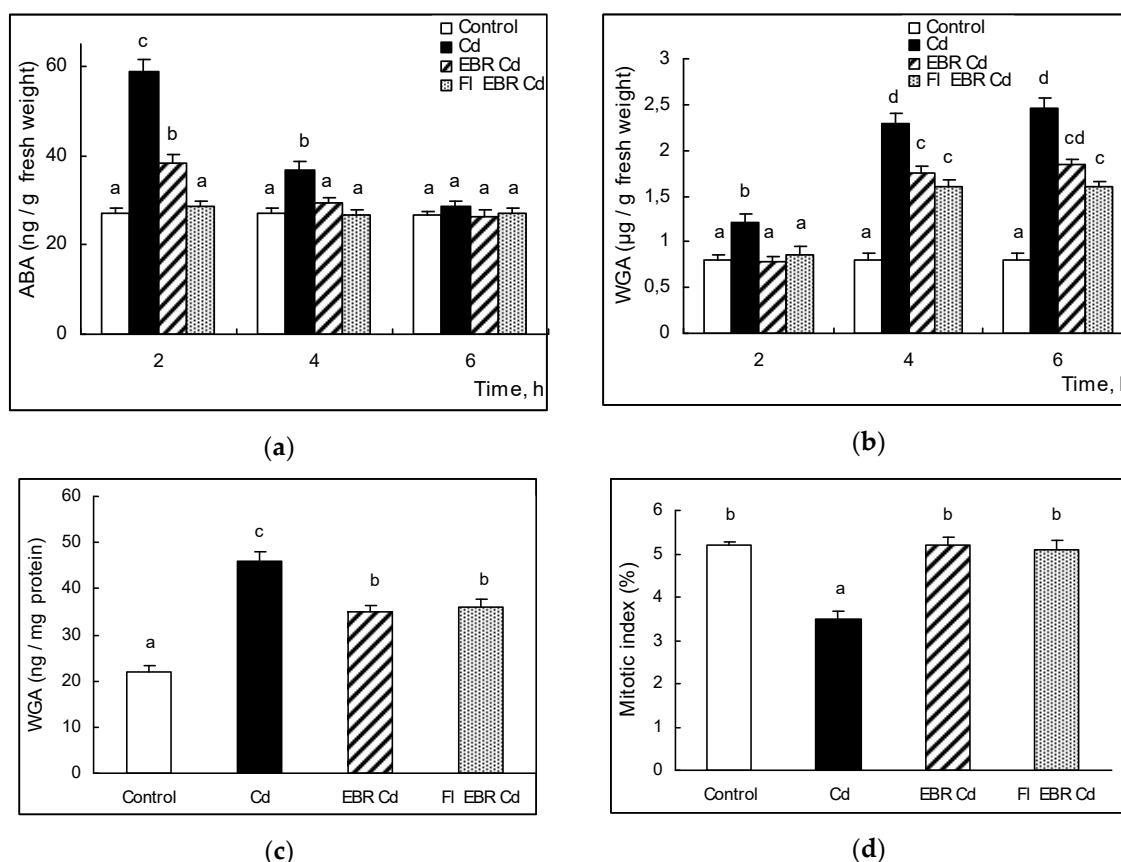 Control
Cd
EBR Cd
Fl EBR Cd
ABA (ng / g fresh weight)
60
40
20
0
c
b
a
a
a
b
a
a
a
a
a
a
2
4
6
Time, h
(a)
Control
Cd
EBR Cd
Fl EBR Cd
WGA (µg / g fresh weight)
3
2,5
2
1,5
1
0,5
0
a
b
a
a
a
d
c
c
a
d
cd
c
2
4
6
Time,
(b)
WGA (ng / mg protein)
60
50
40
30
20
10
0
a
c
b
b
Control
Cd
EBR Cd
Fl EBR Cd
(c)
Mitotic index (%)
6
5
4
3
2
1
0
b
a
b
b
Control
Cd
EBR Cd
Fl EBR Cd
(d)